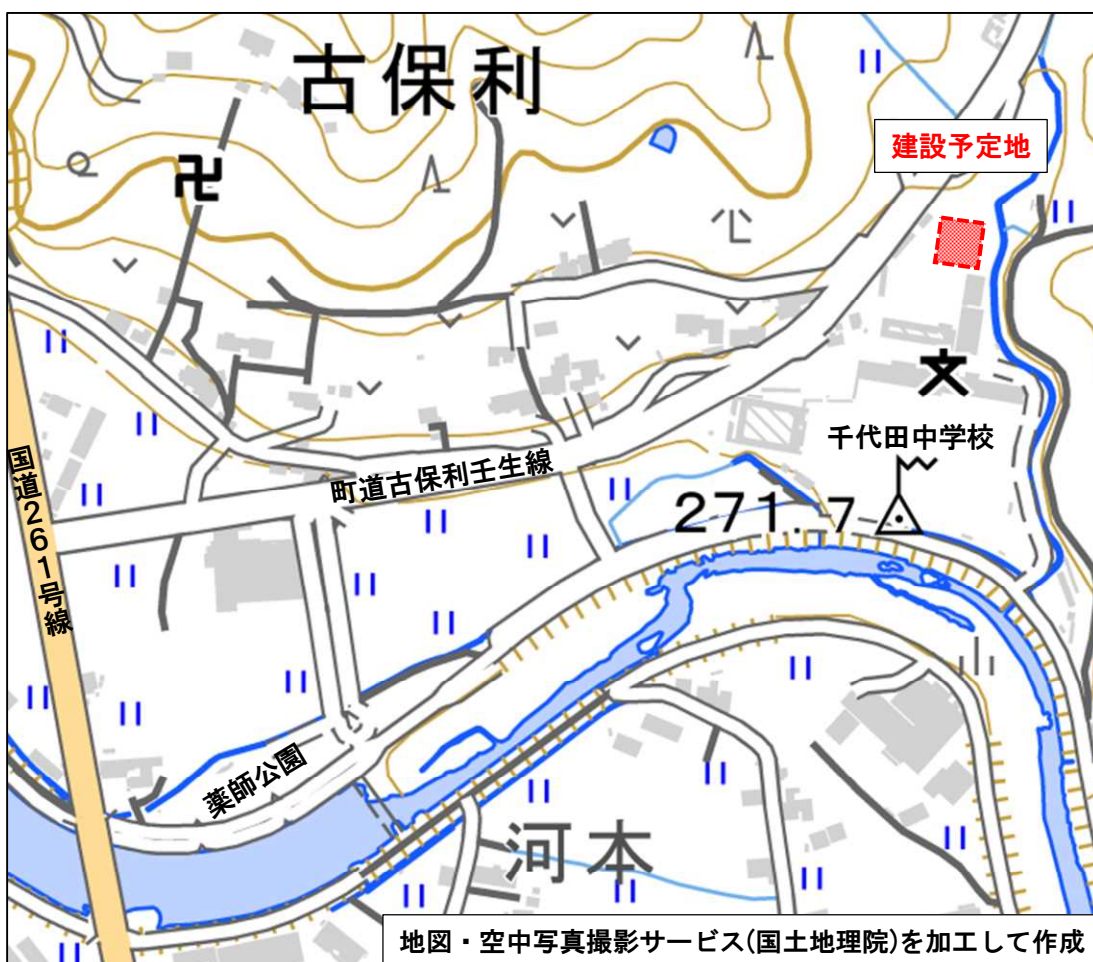 古保利
建設予定地
千代田中学校
町道古保利壬生線
271.7
国道261号線
薬師公園
河本
地図・空中写真撮影サービス(国土地理院)を加工して作成